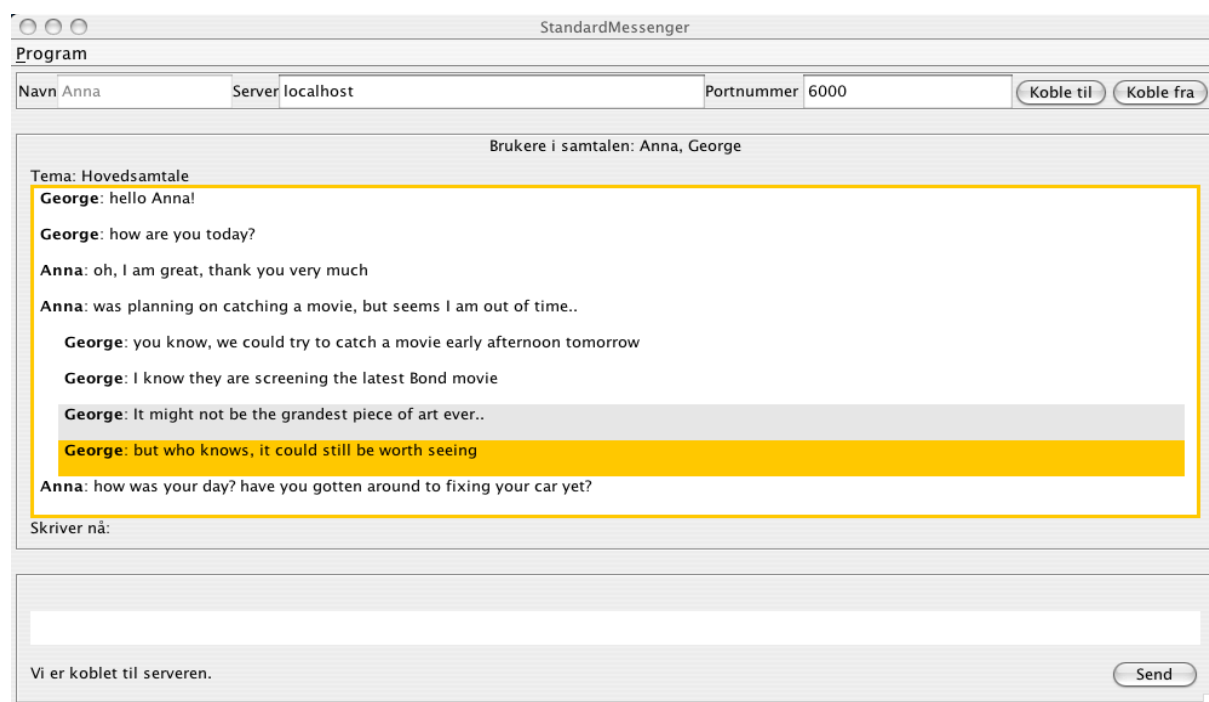 StandardMessenger
Program
Navn Anna Server localhost Portnummer 6000 Koble til Koble fra
Brukere i samtalen: Anna, George
Tema: Hovedsamtale
George: hello Anna!
George: how are you today?
Anna: oh, I am great, thank you very much
Anna: was planning on catching a movie, but seems I am out of time..
George: you know, we could try to catch a movie early afternoon tomorrow
George: I know they are screening the latest Bond movie
George: It might not be the grandest piece of art ever..
George: but who knows, it could still be worth seeing
Anna: how was your day? have you gotten around to fixing your car yet?
Skriver nå:
Vi er koblet til serveren. Send